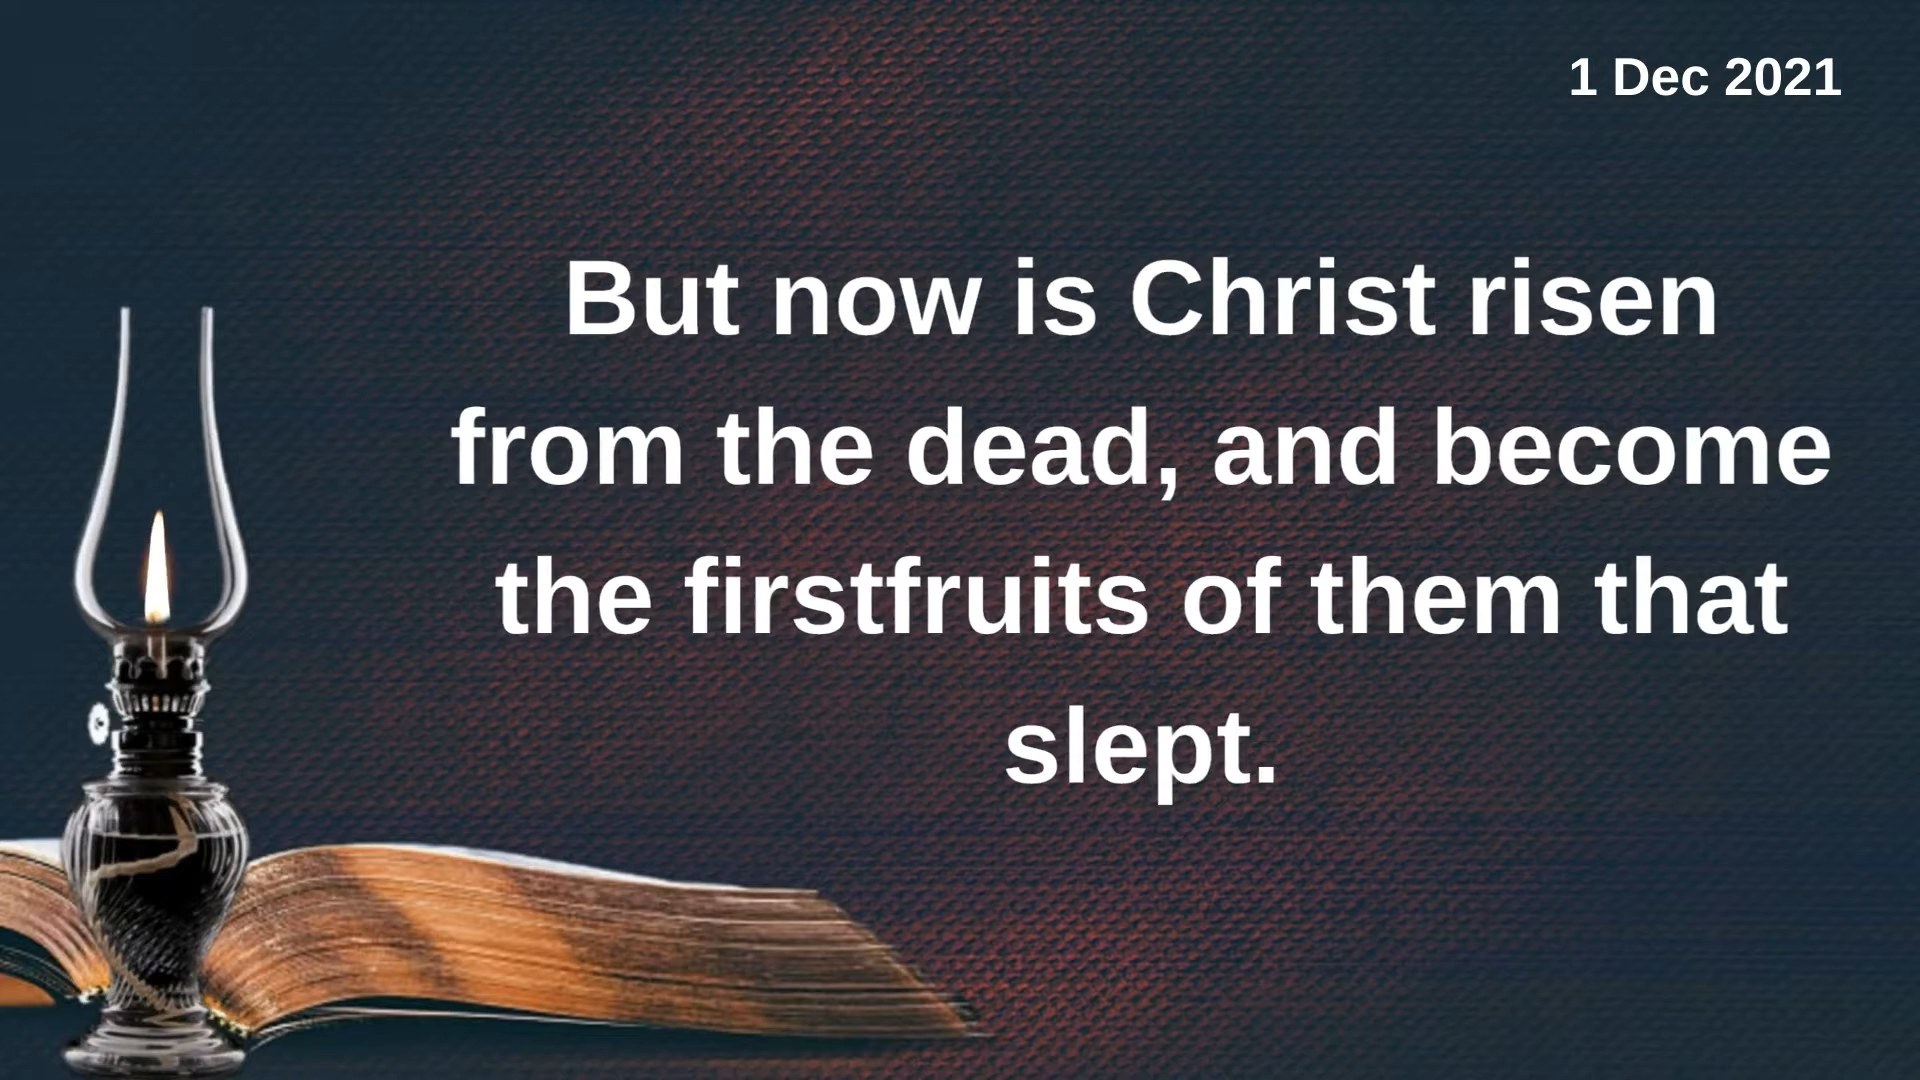 1 Dec 2021
But now is Christ risen
from the dead, and become
the firstfruits of them that
slept.